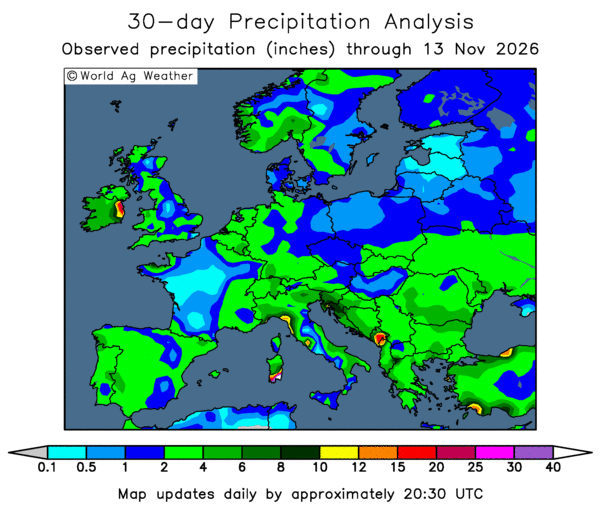 30-day Precipitation Analysis
Observed precipitation (inches) through 13 Nov 2026
© World Ag Weather
0.1 0.5 1 2 4 6 8 10 12 15 20 25 30 40
Map updates daily by approximately 20:30 UTC